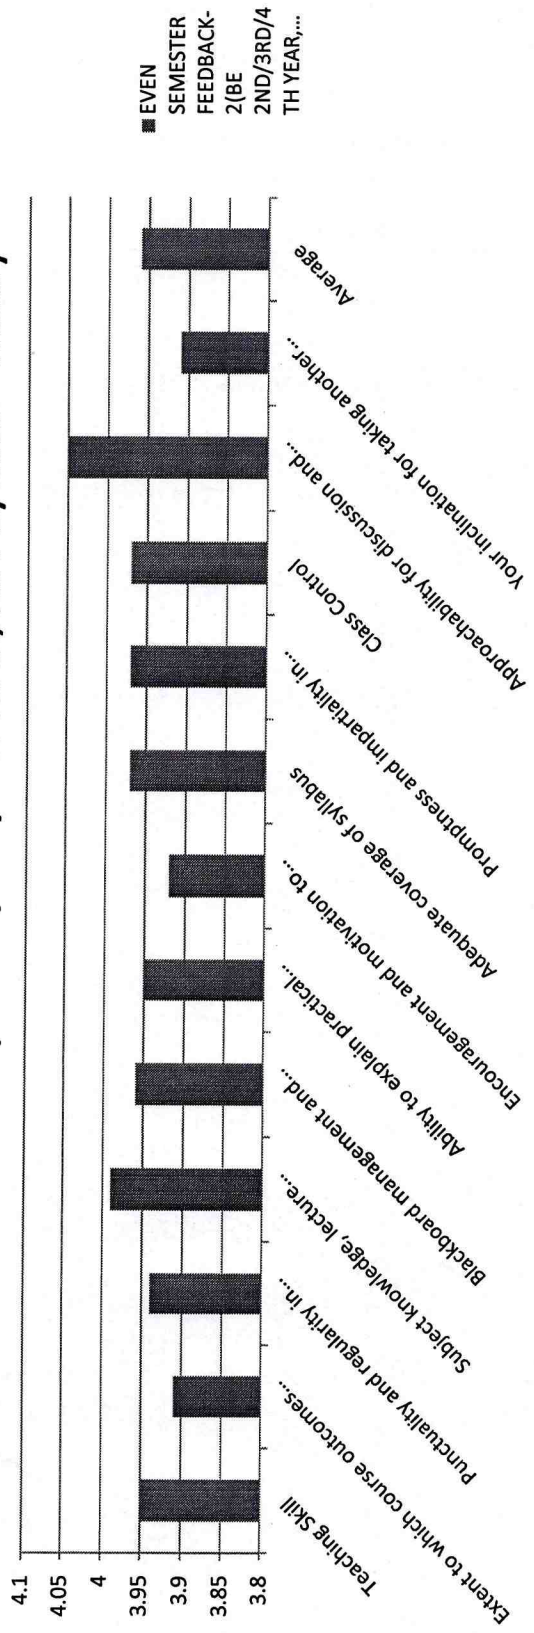 4.1
4.05
4
3.95
3.9
3.85
3.8
Teaching Skill
Extent to which course outcomes...
Punctuality and regularity in...
Subject knowledge, lecture...
Blackboard management and...
Ability to explain practical...
Encouragement and motivation to...
Adequate coverage of syllabus
Promptness and impartiality in...
Class Control
Approachability for discussion and...
Your inclination for taking another...
Average
EVEN
SEMESTER
FEEDBACK-
2(BE
2ND/3RD/4
TH YEAR,...